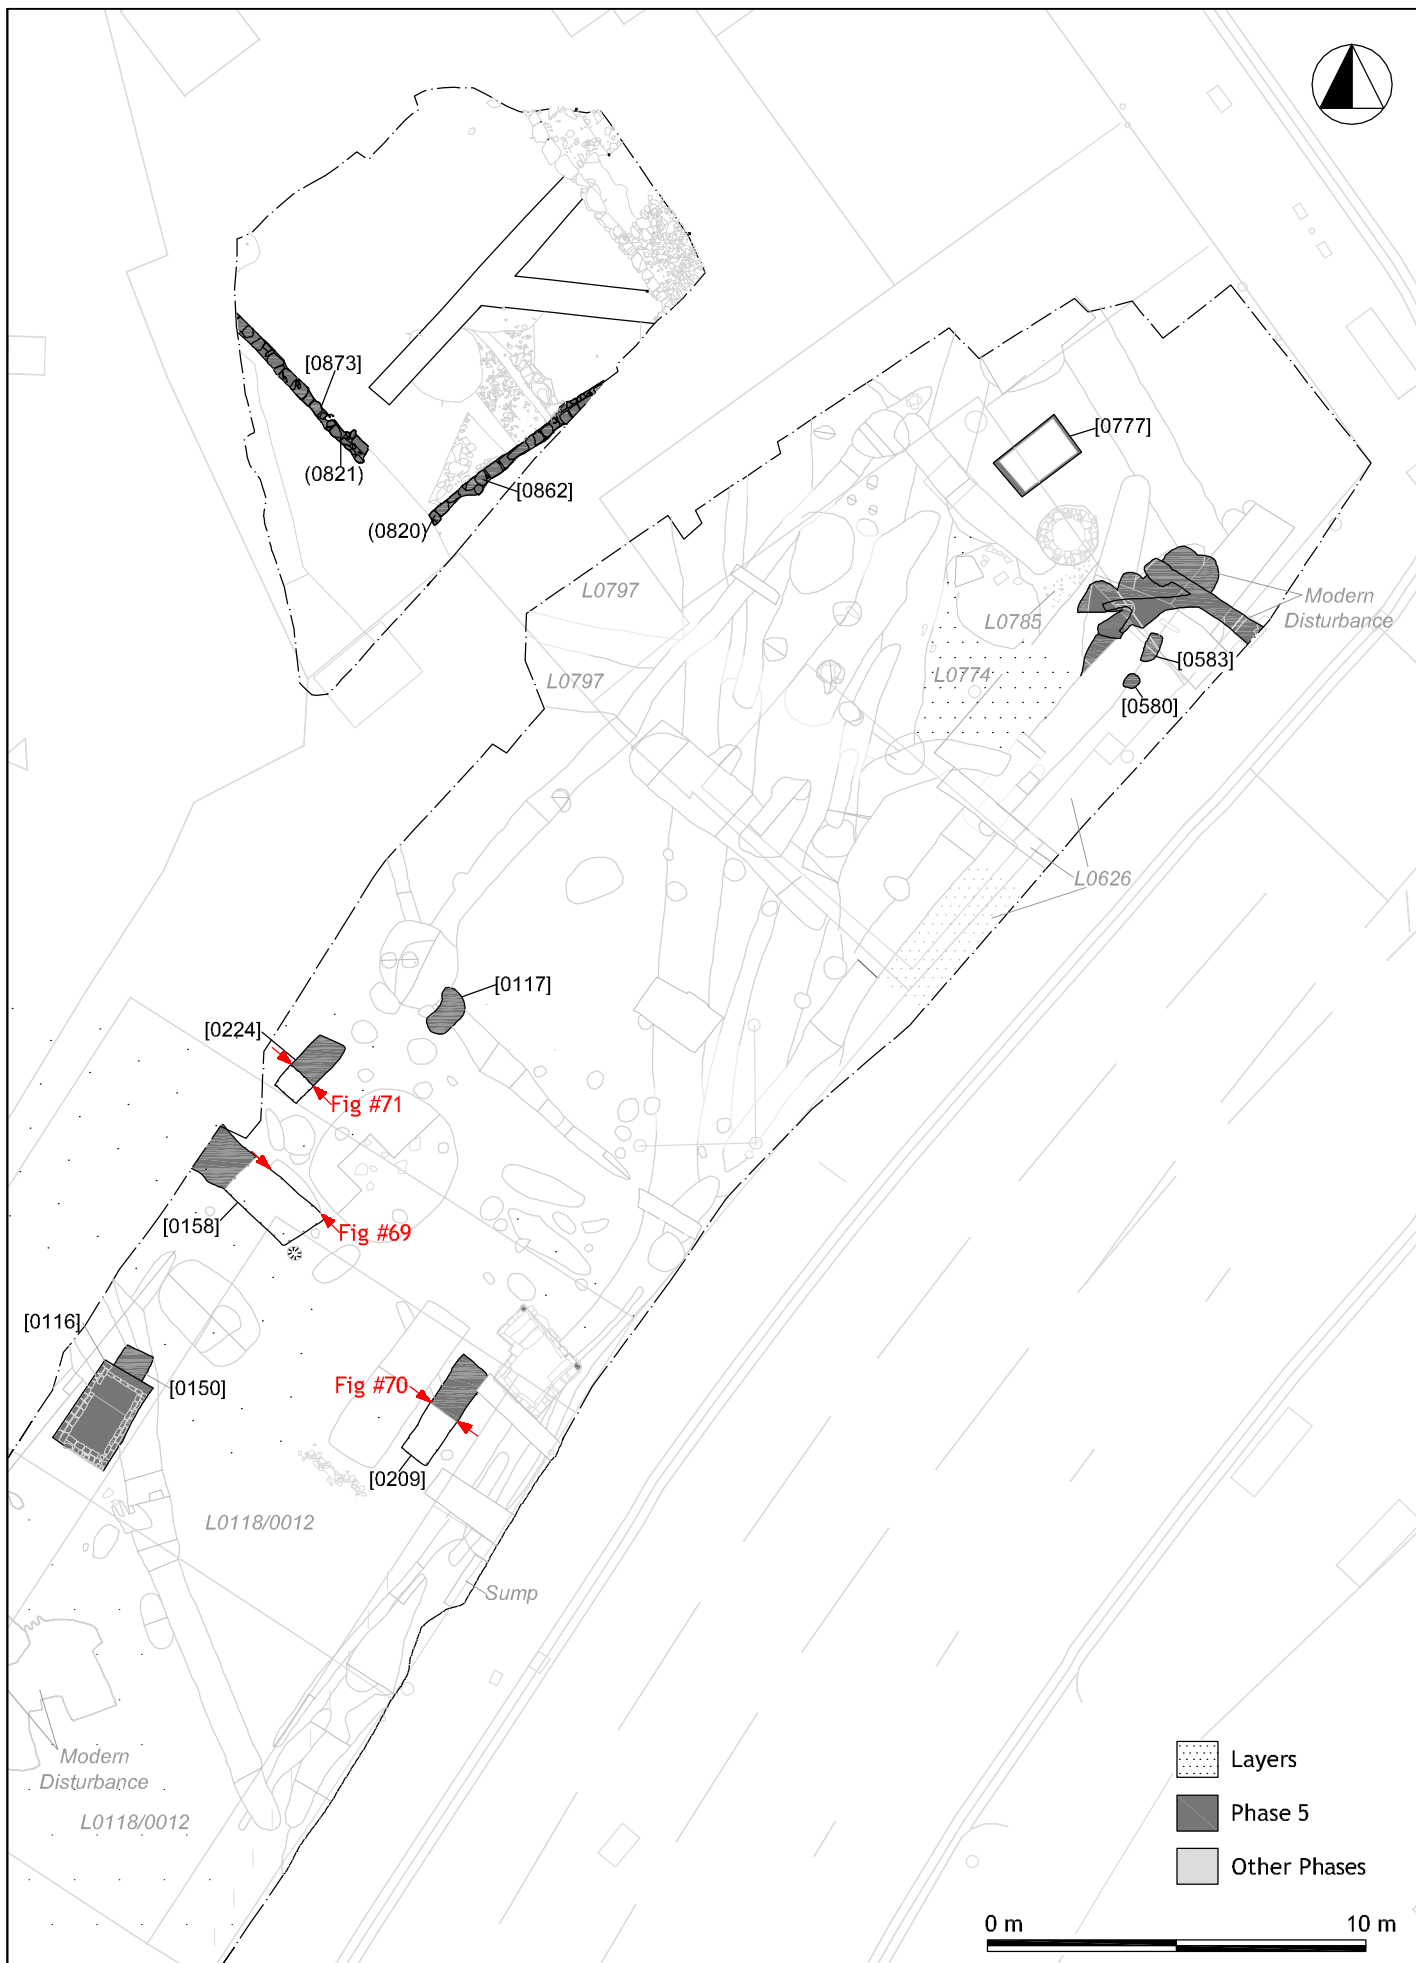 [0873]
(0821)
[0862]
(0820)
[0777]
L0797
L0785
Modern
Disturbance
[0583]
L0797
L0774
[0580]
L0626
[0117]
[0224]
Fig #71
[0158]
Fig #69
[0116]
[0150]
Fig #70
[0209]
L0118/0012
Sump
Modern
Disturbance
L0118/0012
Layers
Phase 5
Other Phases
0 m
10 m